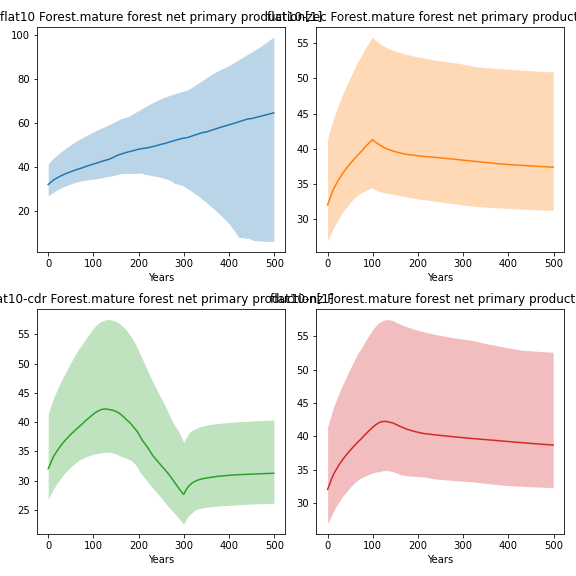 flat10 Forest.mature forest net primary production [1]
flat10-zec Forest.mature forest net primary product
100
80
60
40
20
0 100 200 300 400 500
Years
55
50
45
40
35
30
0 100 200 300 400 500
Years
at10-cdr Forest.mature forest net primary production [1]
flat10-nz Forest.mature forest net primary product
55
50
45
40
35
30
25
0 100 200 300 400 500
Years
55
50
45
40
35
30
0 100 200 300 400 500
Years